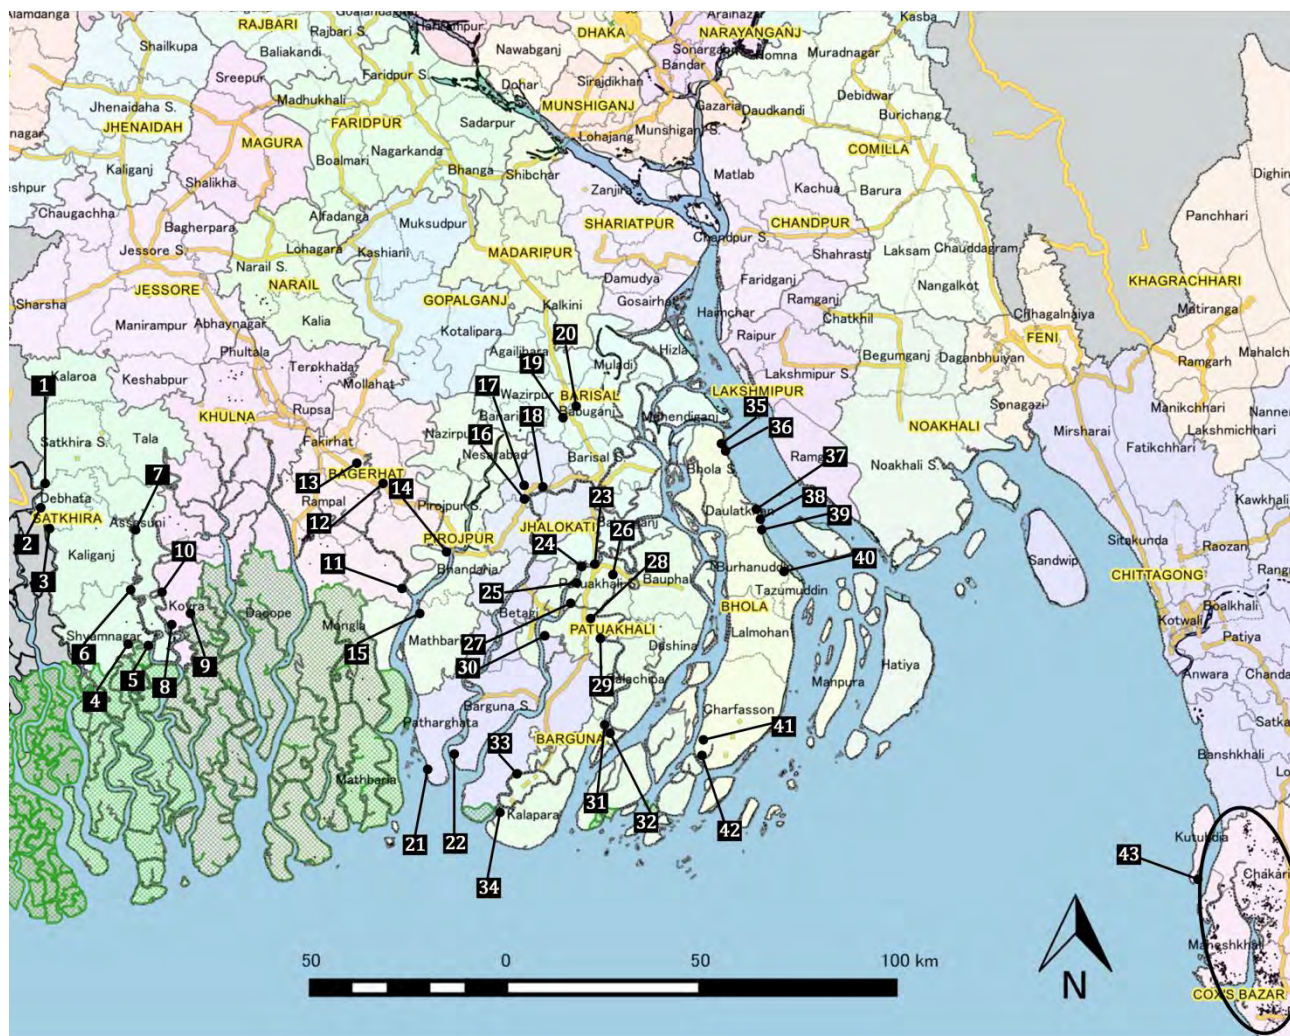 Alamdanga
RAJBARI
Goalandaghat
Harirampur
DHAKA
Araihazar
NARAYANGANJ
Kasba
Shailkupa
Rajbari S.
Baliakandi
Nawabganj
Sonargaon
Homna
Muradnagar
Bandar
Sreepur
Faridpur S.
Dohar
Sirajdikhan
Debidwar
Jhenaidaha S.
Madhukhali
MUNSHIGANJ
Gazaria
Daudkandi
Burichang
JHENAIDAH
FARIDPUR
Sadarpur
Lohajang
Munshiganj S.
MAGURA
Nagarkanda
COMILLA
Kaliganj
Boalmari
Bhanga
Shibchar
Matlab
Dighin
Shalikha
Zanjira
Kachua
Barura
Chaugachha
Alfadanga
Muksudpur
SHARIATPUR
CHANDPUR
Panchhari
Bagherpara
Chandpur S.
Jessore S.
Lohagara
Kashiani
MADARIPUR
Shahrasti
Laksam
Chauddagram
Narail S.
Damudya
Faridganj
KHAGRACHHARI
JESSORE
NARAIL
GOPALGANJ
Kalkini
Gosairhat
Haimchar
Ramganj
Nangalkot
Sharsha
Chatkhil
Matiranga
Manirampur
Abhaynagar
Kalia
Kotalipara
Raipur
Chhagalnaiya
FENI
Phultala
Agailjhara
20
Hizla
Begumganj
Daganbhuiyan
Ramgarh
Mahalch
1
Kalaroa
Keshabpur
Terokhada
19
Muladi
Lakshmipur S.
Mollahat
17
Wazirpur
BARISAL
LAKSHMIPUR
Sonagazi
Manikchhari
KHULNA
Rupsa
18
Babuganj
Mehendiganj
35
NOAKHALI
Mirsharai
Lakshmichhari
Satkhira S.
Tala
Fakirhat
Nazirpur
16
36
Fatikchhari
7
BAGERHAT
Nesarabad
Barisal S.
Bhola S.
37
Noakhali S.
Debhata
13
14
23
38
Kawkhali
SATKHIRA
Rampal
Pirojpur S.
Daulatkhan
Assasuni
12
JHALOKATI
26
39
Sitakunda
Raozan
2
PIROJPUR
24
28
40
Sandwip
Kaliganj
10
11
Bhandaria
Burhanuddin
CHITTAGONG
3
Bauphal
Tazumuddin
25
Koyra
Dacope
Betagi
BHOLA
Boalkhali
Mongla
Kotwali
Shyamnagar
Mathbaria
27
PATUAKHALI
Lalmohan
Patiya
6
15
30
Dashina
4
5
8
9
29
Galachipa
Manpura
Hatiya
Anwara
Patharghata
Barguna S.
Charfasson
41
33
BARGUNA
Banshkhali
Mathbaria
31
32
42
21
22
Kalapara
Kutubdia
43
34
Chakari
Maheshkhali
50
0
50
100 km
N
COX'S BAZAR